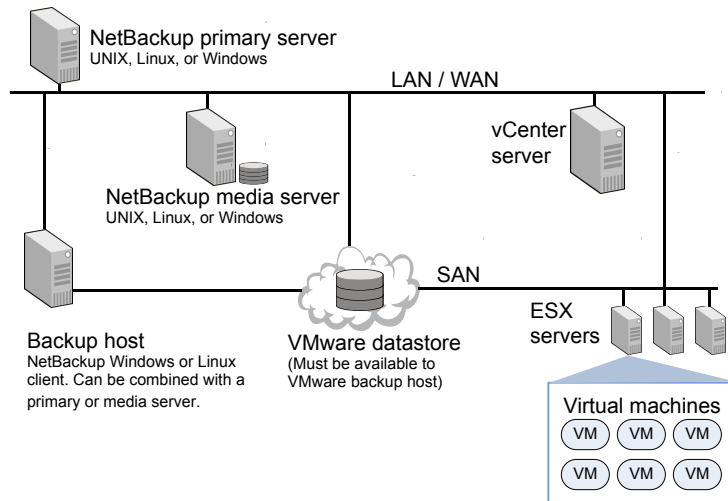 NetBackup primary server
UNIX, Linux, or Windows
LAN / WAN
vCenter
server
NetBackup media server
UNIX, Linux, or Windows
SAN
ESX
servers
Backup host
NetBackup Windows or Linux
client. Can be combined with a
primary or media server.
VMware datastore
(Must be available to
VMware backup host)
Virtual machines
VM VM VM
VM VM VM